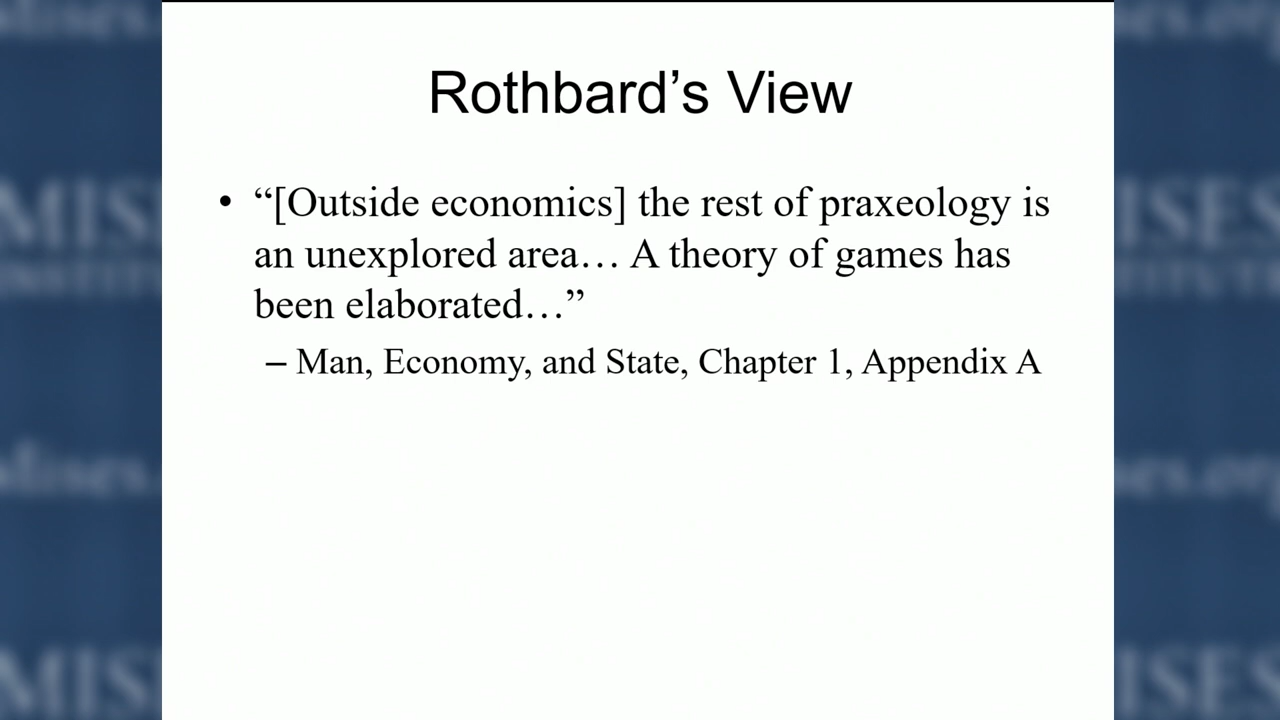 Rothbard’s View
• “[Outside economics] the rest of praxeology is
an unexplored area… A theory of games has
been elaborated…”
– Man, Economy, and State, Chapter 1, Appendix A